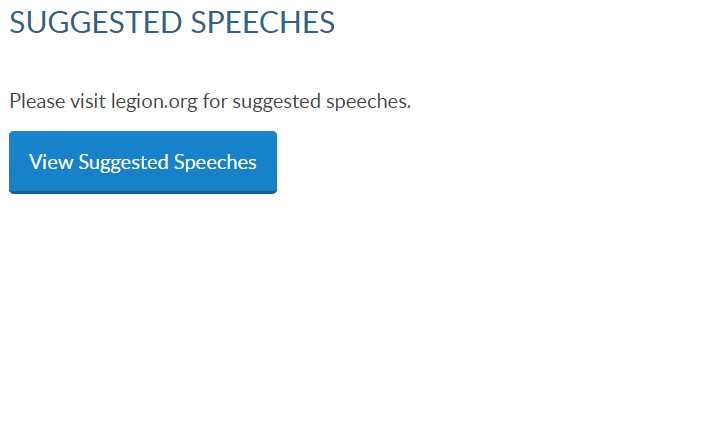 SUGGESTED SPEECHES
Please visit legion.org for suggested speeches.
View Suggested Speeches